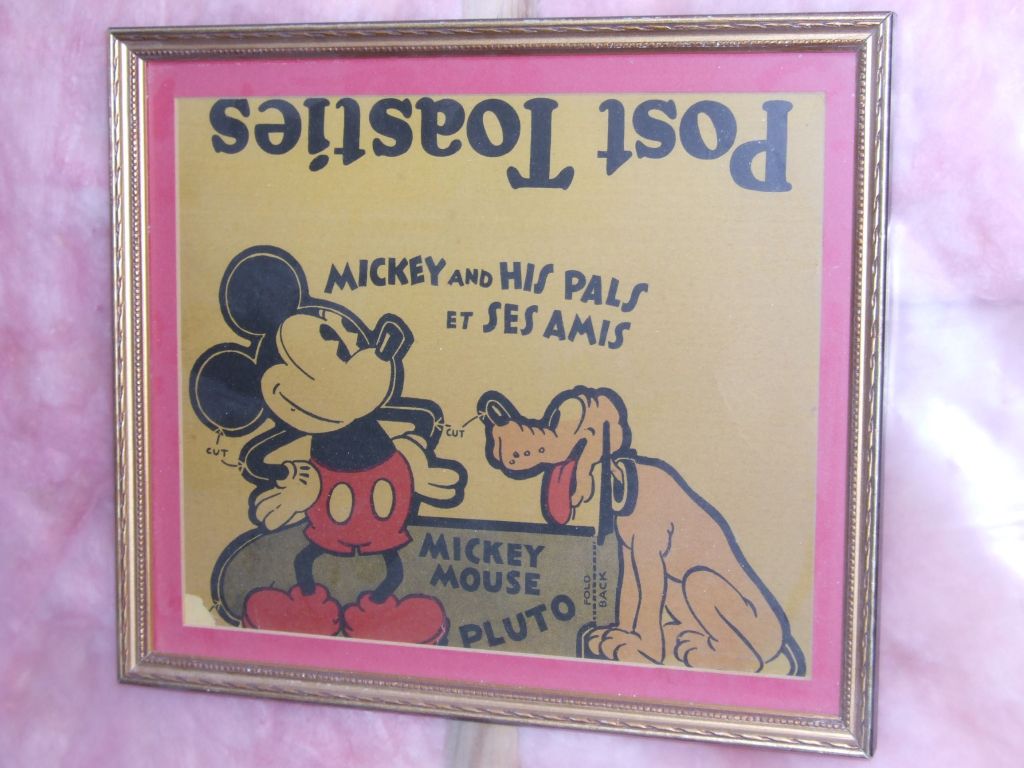 Post Toasties
MICKEY AND HIS PALS
ET SES AMIS
CUT
CUT
MICKEY
MOUSE
PLUTO
FOLD
BACK